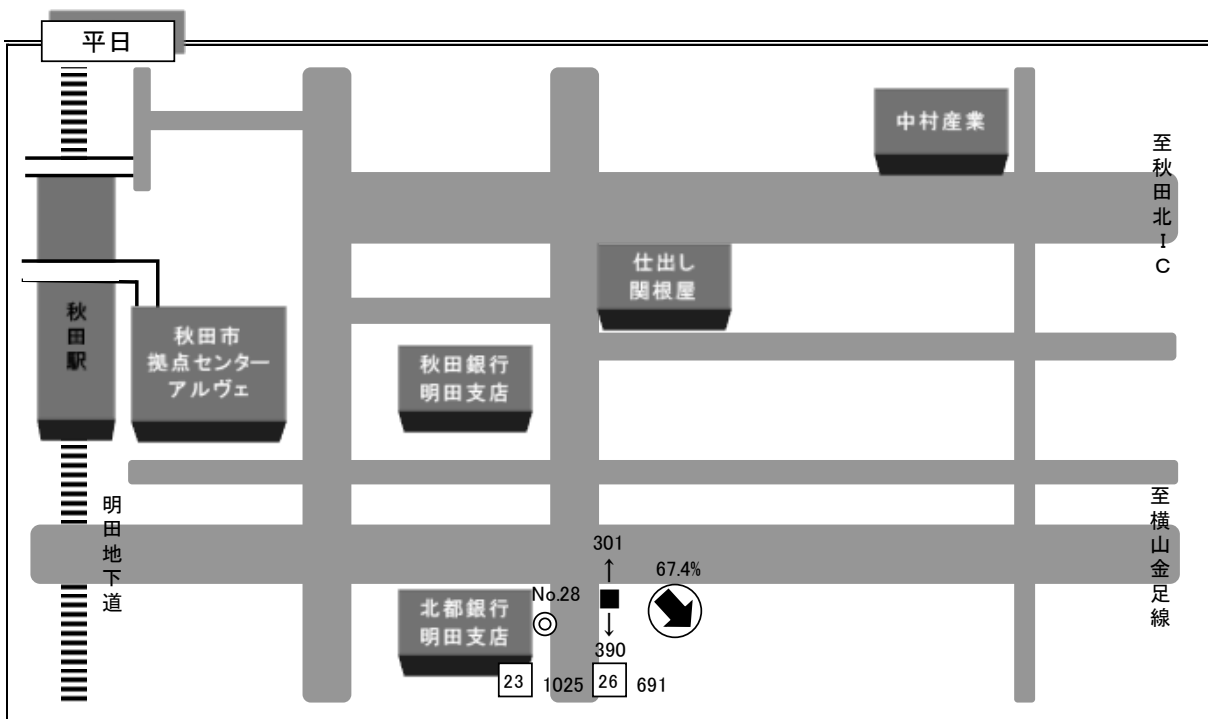 平日
中村産業
至秋田北IC
仕出し
関根屋
秋田駅
秋田市
拠点センター
アルヴェ
秋田銀行
明田支店
明田地下道
至横山金足線
301
↑
67.4%
No.28
北都銀行
明田支店
↓
390
23 1025 26 691